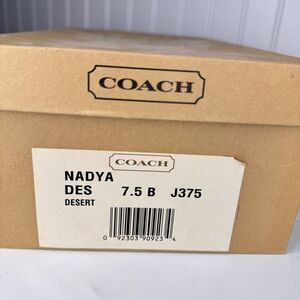 COACH
COACH
NADYA
DES 7.5 B J375
DESERT
0 92303 90923 4